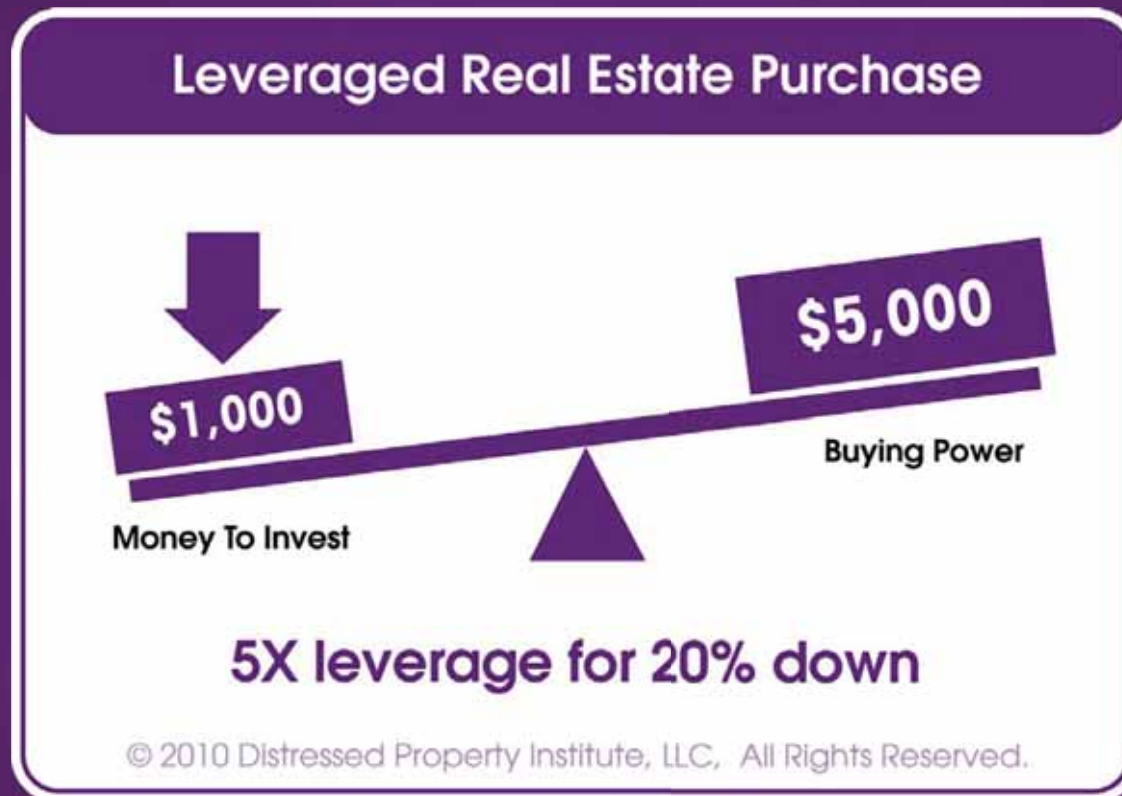 Leveraged Real Estate Purchase
$1,000
$5,000
Money To Invest
Buying Power
5X leverage for 20% down
© 2010 Distressed Property Institute, LLC, All Rights Reserved.